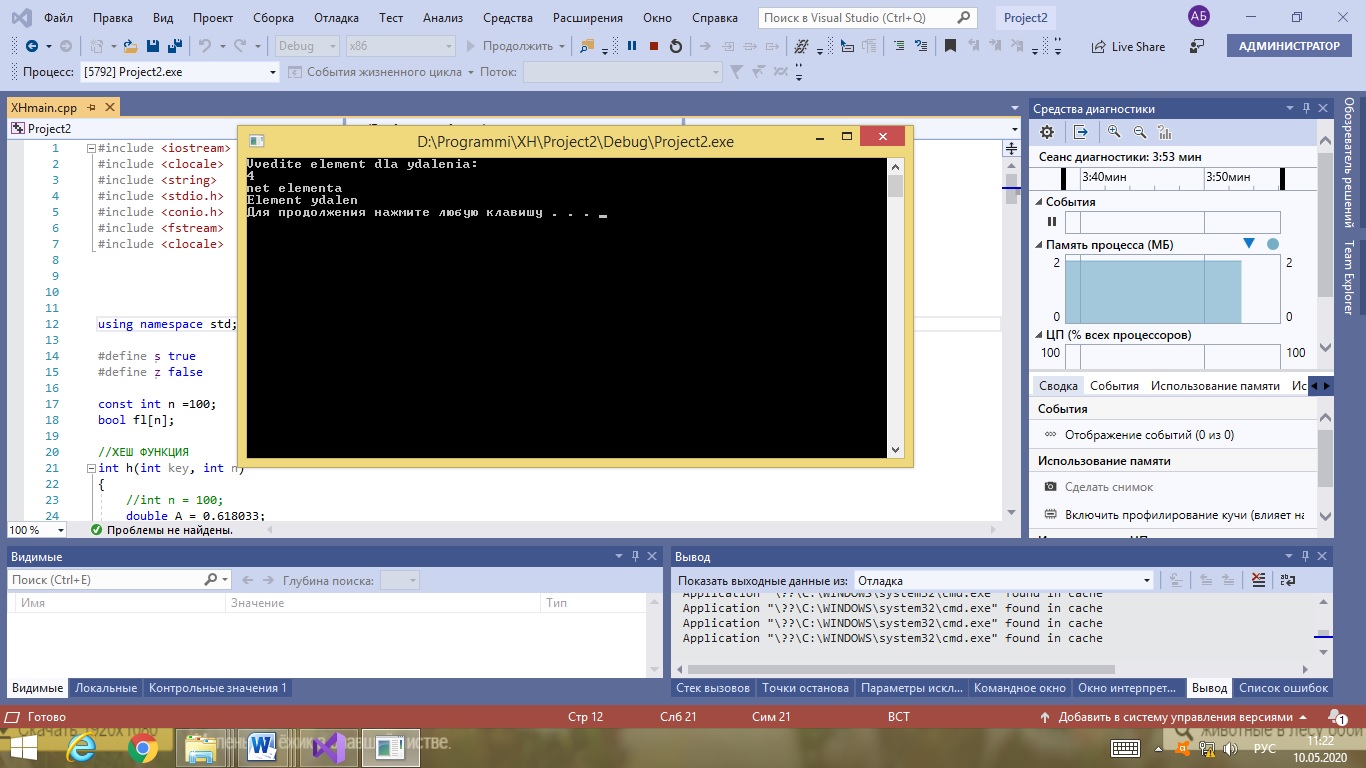 Файл Правка Вид Проект Сборка Отладка Тест Анализ Средства Расширения Окно Справка Поиск в Visual Studio (Ctrl+Q) Project2 АБ
Debug x86 Продолжить Live Share АДМИНИСТРАТОР
Процесс: [5792] Project2.exe События жизненного цикла Поток:
XHmain.cpp
Project2
D:\Programmi\XH\Project2\Debug\Project2.exe
Vvedite element dla ydalenia:
4
net elementa
Element ydalen
Для продолжения нажмите любую клавишу . . .
1 #include <iostream>
2 #include <clocale>
3 #include <string>
4 #include <stdio.h>
5 #include <conio.h>
6 #include <fstream>
7 #include <clocale>
8
9
10
11
12 using namespace std;
13
14 #define s true
15 #define z false
16
17 const int n =100;
18 bool fl[n];
19
20 //ХЕШ ФУНКЦИЯ
21 int h(int key, int n)
22 {
23 //int n = 100;
24 double A = 0.618033;
100 % Проблемы не найдены.
Средства диагностики
Сеанс диагностики: 3:53 мин
3:40мин 3:50мин
События
Память процесса (МБ)
2 2
0 0
ЦП (% всех процессоров)
100 100
Сводка События Использование памяти Ис
События
Отображение событий (0 из 0)
Использование памяти
Сделать снимок
Включить профилирование кучи (влияет на
Обозреватель решений
Team Explorer
Видимые
Поиск (Ctrl+E) Глубина поиска:
Имя Значение Тип
Видимые Локальные Контрольные значения 1
Вывод
Показать выходные данные из: Отладка
Application "\??\C:\WINDOWS\system32\cmd.exe" found in cache
Application "\??\C:\WINDOWS\system32\cmd.exe" found in cache
Application "\??\C:\WINDOWS\system32\cmd.exe" found in cache
Application "\??\C:\WINDOWS\system32\cmd.exe" found in cache
Стек вызовов Точки останова Параметры искл... Командное окно Окно интерпрет... Вывод Список ошибок
Готово Стр 12 Слб 21 Сим 21 ВСТ Добавить в систему управления версиями 1
Скачать 1920x1080
животные в лестрооой
РУС 11:22
10.05.2020